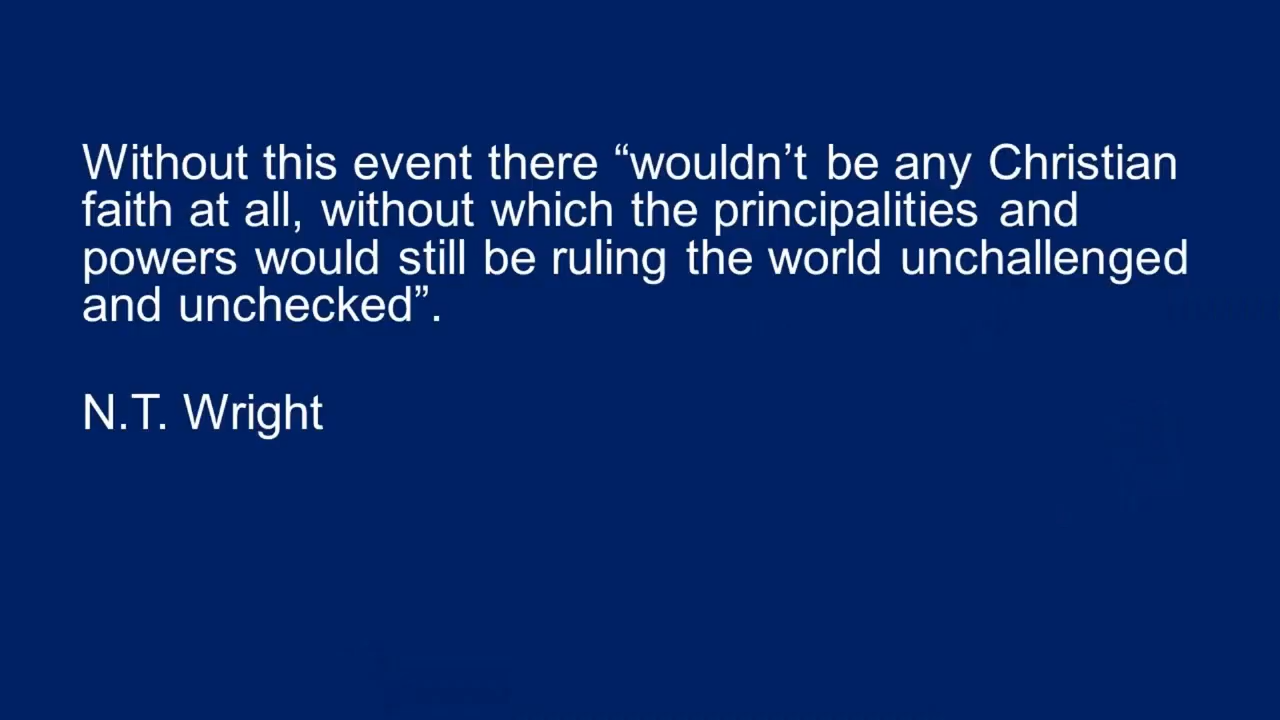 Without this event there “wouldn’t be any Christian
faith at all, without which the principalities and
powers would still be ruling the world unchallenged
and unchecked”.
N.T. Wright